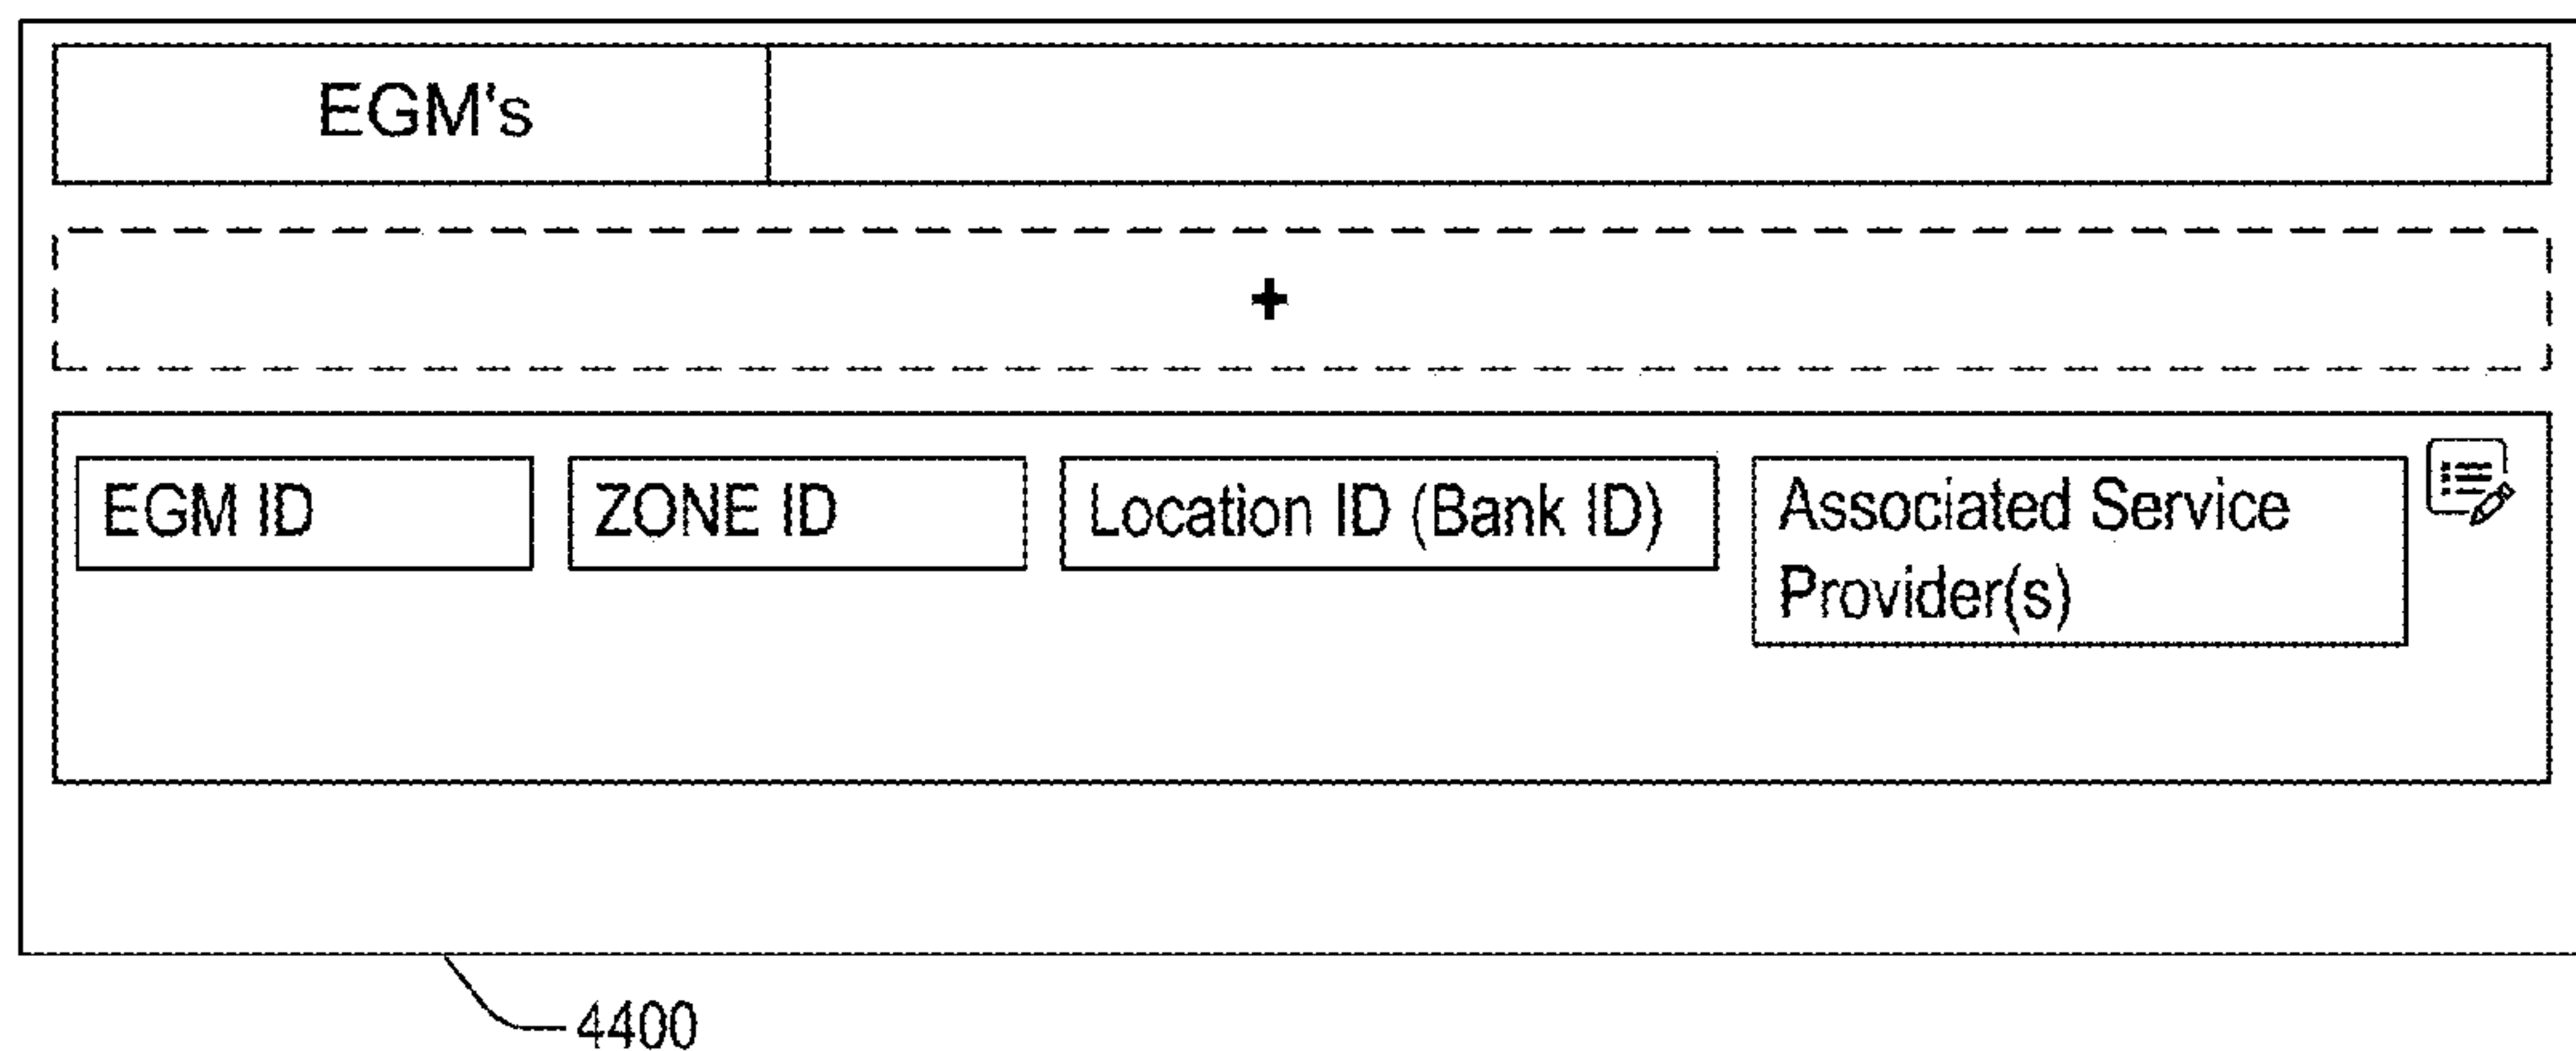 EGM's
+
EGM ID
ZONE ID
Location ID (Bank ID)
Associated Service
Provider(s)
4400